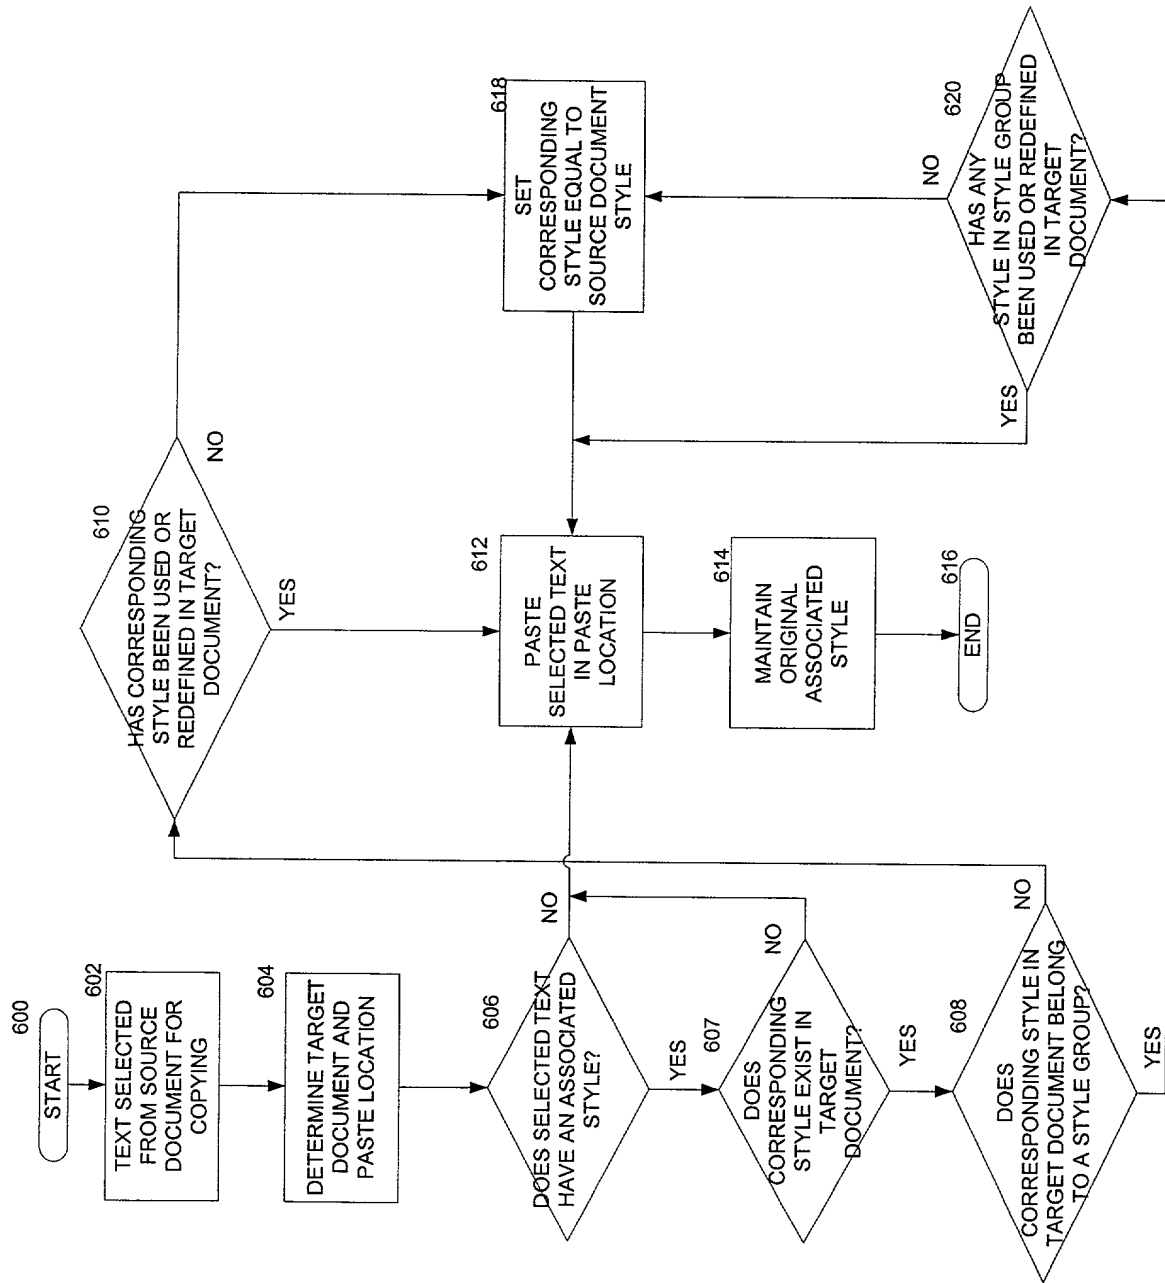 600
START
602
TEXT SELECTED
FROM SOURCE
DOCUMENT FOR
COPYING
604
DETERMINE TARGET
DOCUMENT AND
PASTE LOCATION
606
DOES SELECTED TEXT
HAVE AN ASSOCIATED
STYLE?
NO
YES
607
DOES
CORRESPONDING
STYLE EXIST IN
TARGET
DOCUMENT?
NO
YES
608
DOES
CORRESPONDING STYLE IN
TARGET DOCUMENT BELONG
TO A STYLE GROUP?
NO
YES
610
HAS CORRESPONDING
STYLE BEEN USED OR
REDEFINED IN TARGET
DOCUMENT?
NO
YES
612
PASTE
SELECTED TEXT
IN PASTE
LOCATION
614
MAINTAIN
ORIGINAL
ASSOCIATED
STYLE
616
END
618
SET
CORRESPONDING
STYLE EQUAL TO
SOURCE DOCUMENT
STYLE
620
HAS ANY
STYLE IN STYLE GROUP
BEEN USED OR REDEFINED
IN TARGET
DOCUMENT?
NO
YES